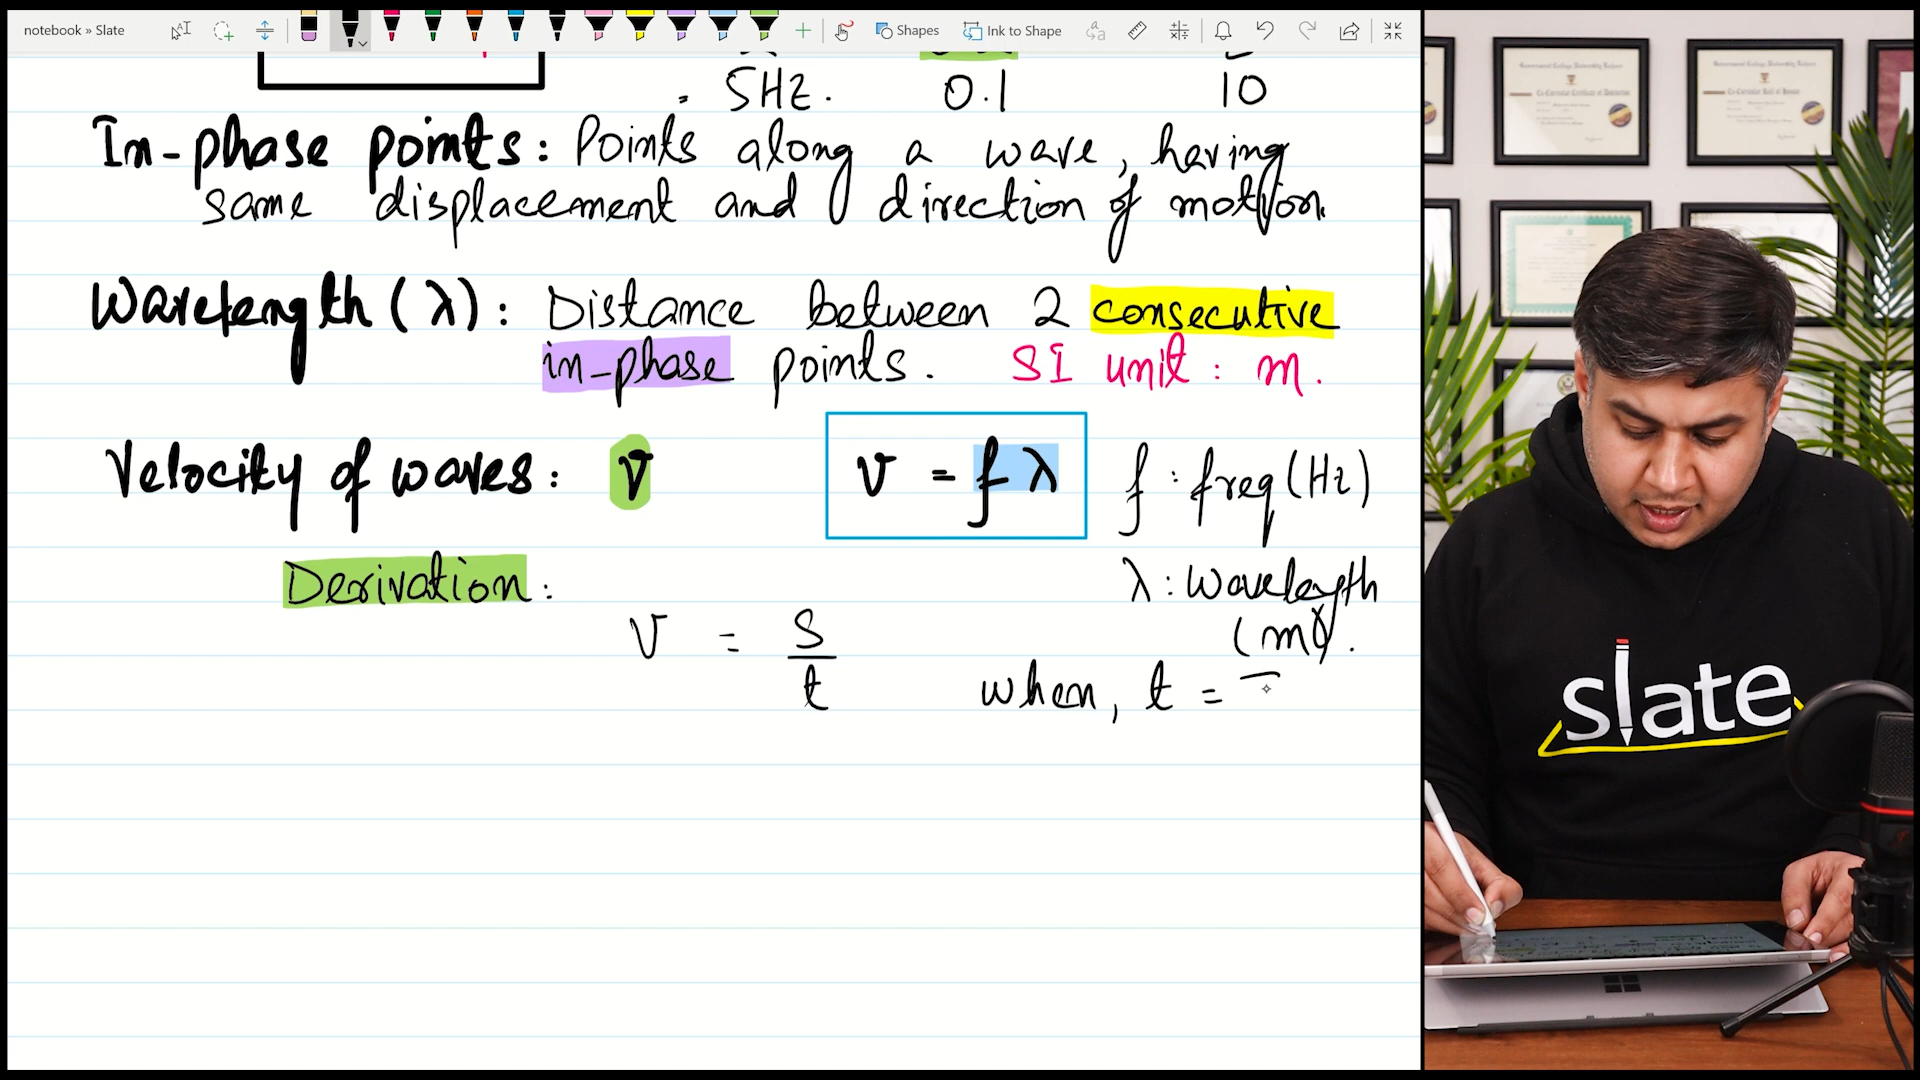 notebook » Slate
Shapes
Ink to Shape
5HZ. 0.1 10
In-phase points: Points along a wave, having
same displacement and direction of motion.
Wavelength (λ): Distance between 2 consecutive
in-phase points. SI unit: m.
Velocity of waves: v v = fλ f: freq (Hz)
Derivation: λ: Wavelength
(m).
V = S/t
when, t =
slate